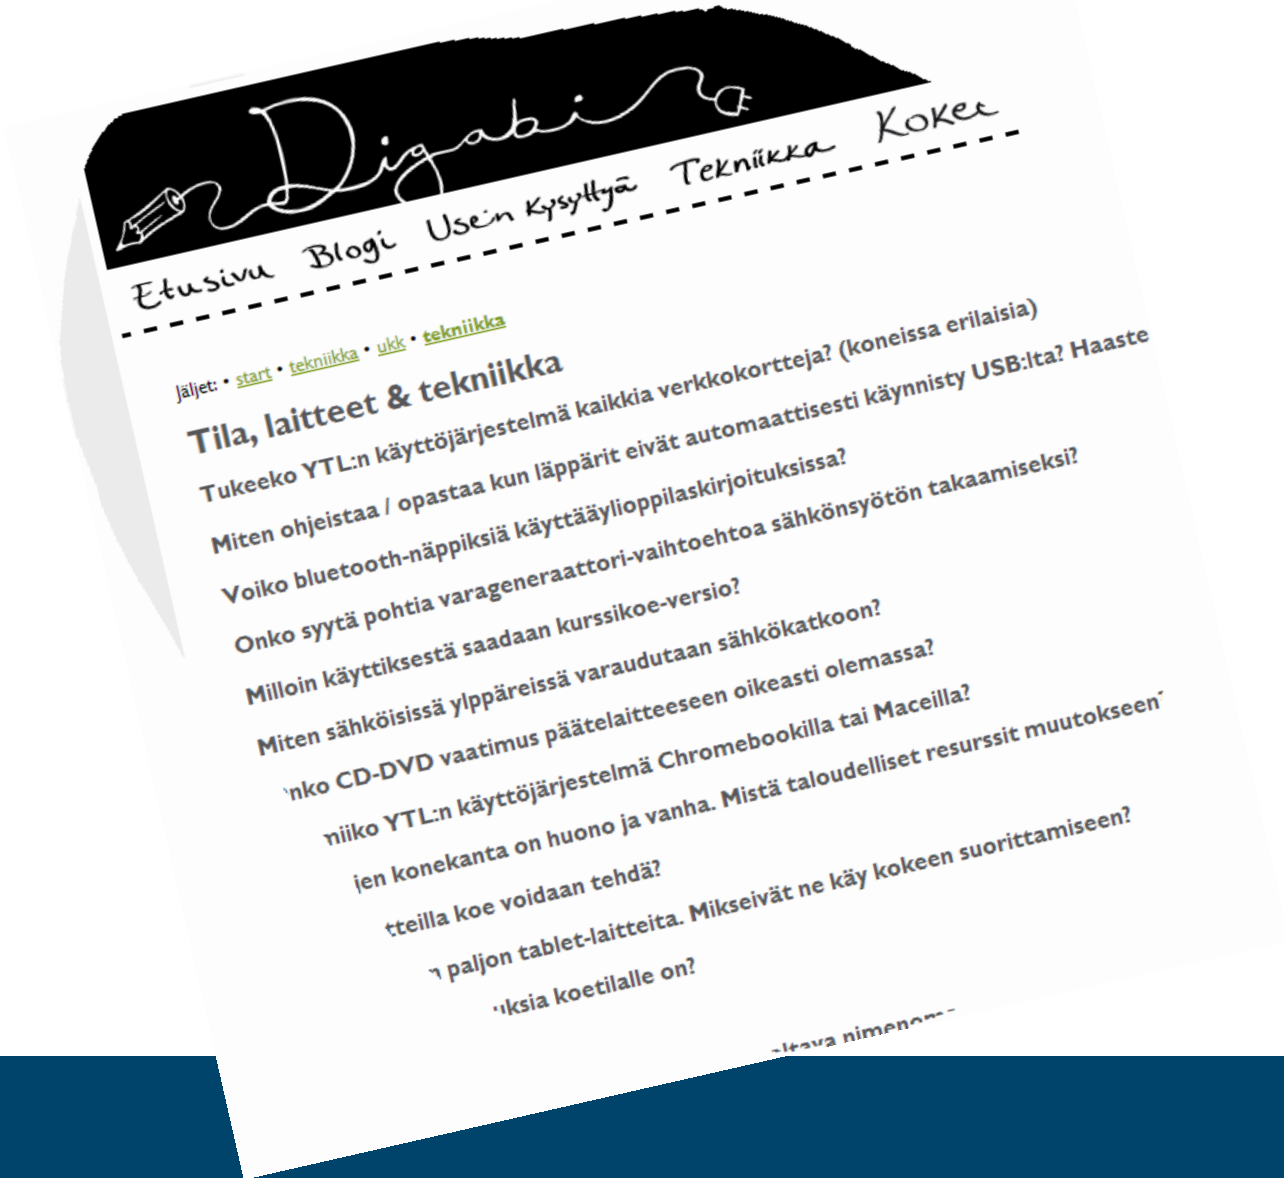 Digabi
Etusivu Blogi Usein kysyttyä Tekniikka
Jäljet: • start • tekniikka • ukk • tekniikka
Tila, laitteet & tekniikka
Tukeeko YTL:n käyttöjärjestelmä kaikkia verkkokortteja? (koneissa erilaisia)
Miten ohjeistaa / opastaa kun läppärit eivät automaattisesti käynnisty USB:lta? Haaste
Voiko bluetooth-näppiksiä käyttääylioppilaskirjoituksissa?
Onko syytä pohtia varageneraattori-vaihtoehtoa sähkönsyötön takaamiseksi?
Milloin käyttiksestä saadaan kurssikoe-versio?
Miten sähköisissä ylppäreissä varaudutaan sähkökatkoon?
nko CD-DVD vaatimus päätelaitteeseen oikeasti olemassa?
miiko YTL:n käyttöjärjestelmä Chromebookilla tai Maceilla?
jen konekanta on huono ja vanha. Mistä taloudelliset resurssit muutokseen
tteilla koe voidaan tehdä?
n paljon tablet-laitteita. Mikseivät ne käy kokeen suorittamiseen?
uksia koetilalle on?
ltava nimenoma